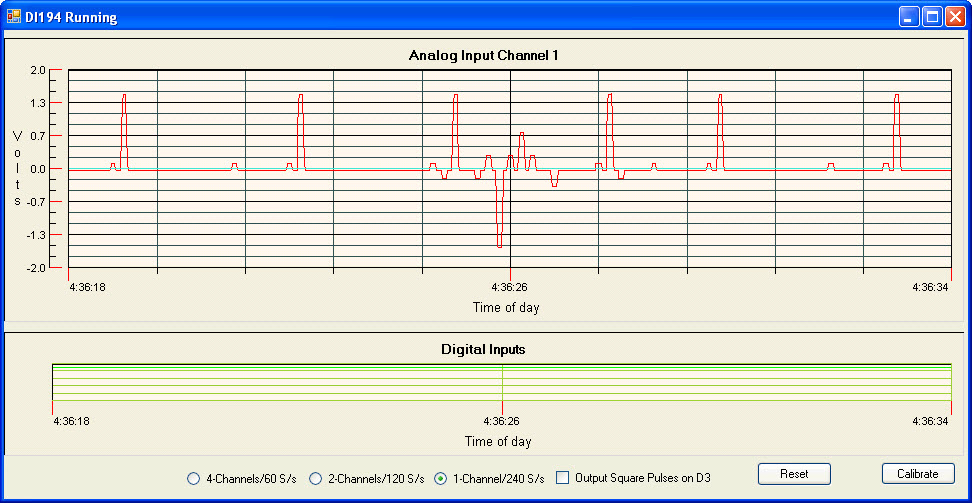 DI194 Running
Analog Input Channel 1
2.0
1.3
0.7
0.0
-0.7
-1.3
-2.0
Volts
4:36:18 4:36:26 4:36:34
Time of day
Digital Inputs
4:36:18 4:36:26 4:36:34
Time of day
4-Channels/60 S/s 2-Channels/120 S/s 1-Channel/240 S/s Output Square Pulses on D3 Reset Calibrate